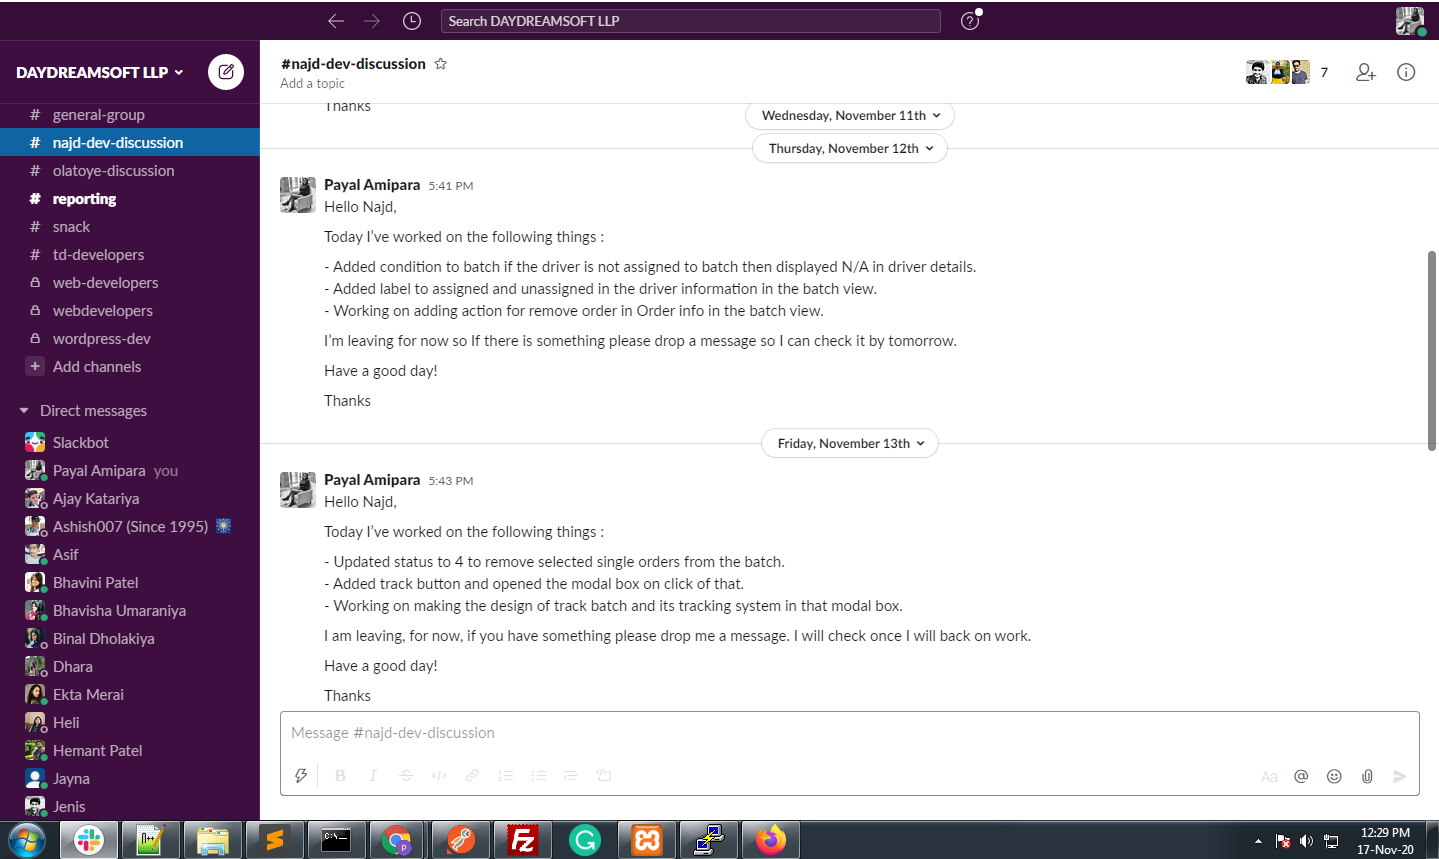 Search DAYDREAMSOFT LLP
DAYDREAMSOFT LLP
# general-group
# najd-dev-discussion
# olatoye-discussion
# reporting
# snack
# td-developers
web-developers
webdevelopers
wordpress-dev
+ Add channels
Direct messages
Slackbot
Payal Amipara you
Ajay Katariya
Ashish007 (Since 1995)
Asif
Bhavini Patel
Bhavisha Umaraniya
Binal Dholakiya
Dhara
Ekta Merai
Heli
Hemant Patel
Jayna
Jenis
#najd-dev-discussion
Add a topic
7
Thanks
Wednesday, November 11th
Thursday, November 12th
Payal Amipara 5:41 PM
Hello Najd,
Today I've worked on the following things :
- Added condition to batch if the driver is not assigned to batch then displayed N/A in driver details.
- Added label to assigned and unassigned in the driver information in the batch view.
- Working on adding action for remove order in Order info in the batch view.
I'm leaving for now so If there is something please drop a message so I can check it by tomorrow.
Have a good day!
Thanks
Friday, November 13th
Payal Amipara 5:43 PM
Hello Najd,
Today I've worked on the following things :
- Updated status to 4 to remove selected single orders from the batch.
- Added track button and opened the modal box on click of that.
- Working on making the design of track batch and its tracking system in that modal box.
I am leaving, for now, if you have something please drop me a message. I will check once I will back on work.
Have a good day!
Thanks
Message #najd-dev-discussion
B I S </>
Aa @
12:29 PM
17-Nov-20